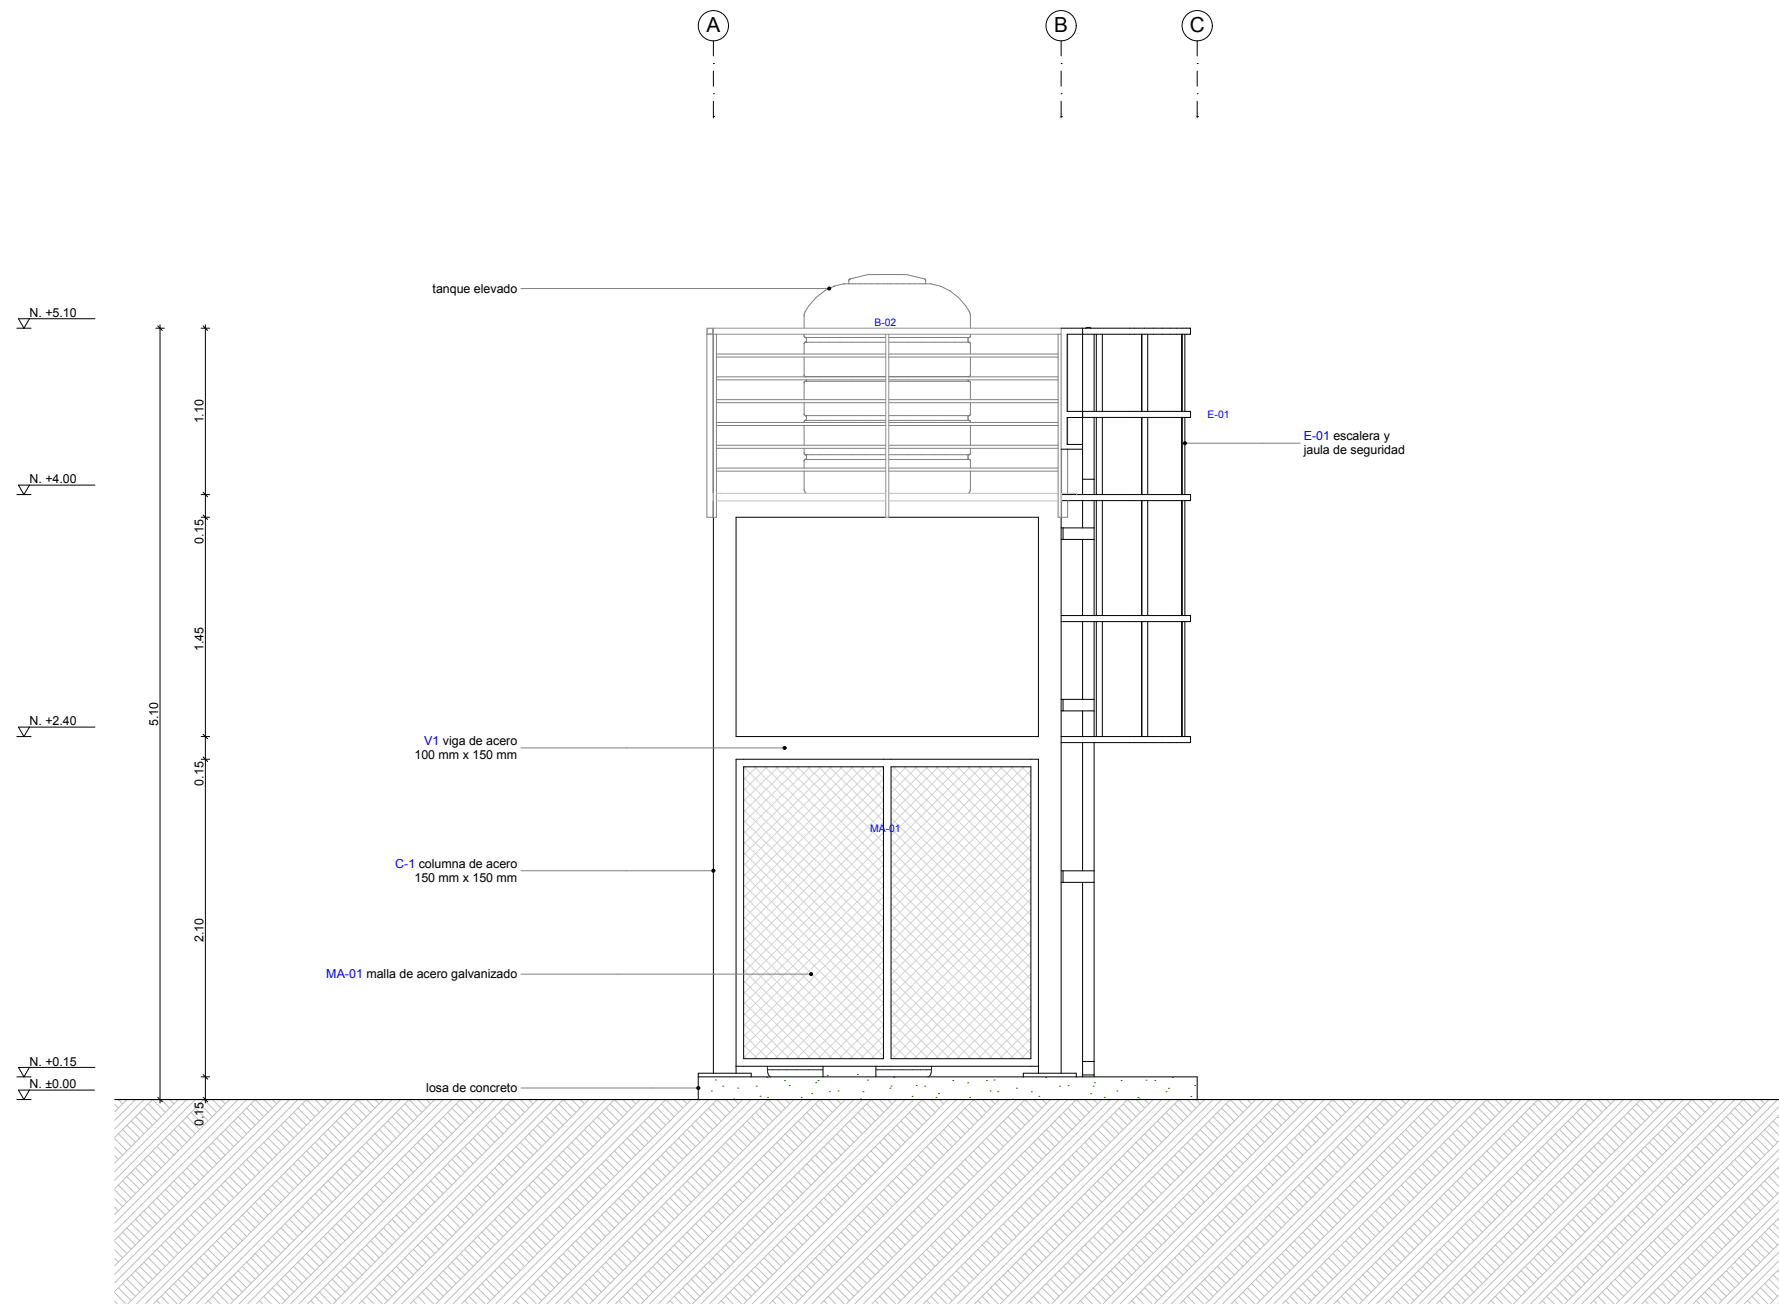 A
B
C
tanque elevado
N. +5.10
B-02
1.10
E-01
E-01 escalera y
jaula de seguridad
N. +4.00
0.15
1.45
5.10
N. +2.40
V1 viga de acero
100 mm x 150 mm
0.15
MA-01
C-1 columna de acero
150 mm x 150 mm
2.10
MA-01 malla de acero galvanizado
N. +0.15
N. ±0.00
losa de concreto
0.15